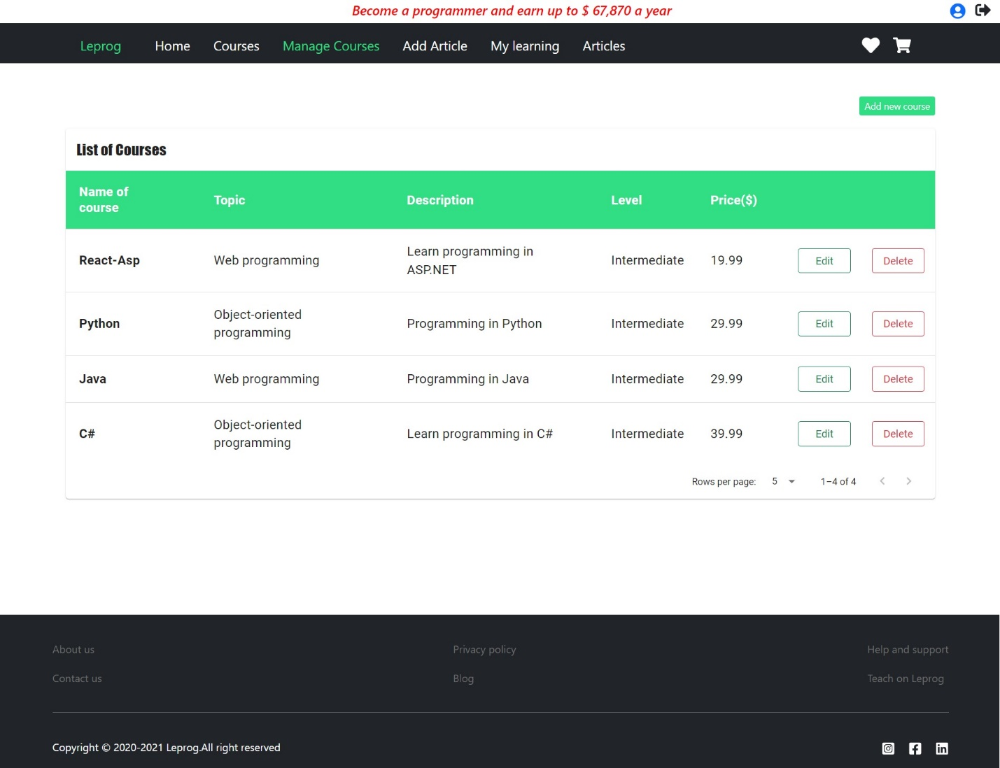 Become a programmer and earn up to $ 67,870 a year
Leprog Home Courses Manage Courses Add Article My learning Articles
Add new course
List of Courses
Name of course Topic Description Level Price($)
React-Asp Web programming Learn programming in ASP.NET Intermediate 19.99 Edit Delete
Python Object-oriented programming Programming in Python Intermediate 29.99 Edit Delete
Java Web programming Programming in Java Intermediate 29.99 Edit Delete
C# Object-oriented programming Learn programming in C# Intermediate 39.99 Edit Delete
Rows per page: 5 1–4 of 4
About us Privacy policy Help and support
Contact us Blog Teach on Leprog
Copyright © 2020-2021 Leprog.All right reserved